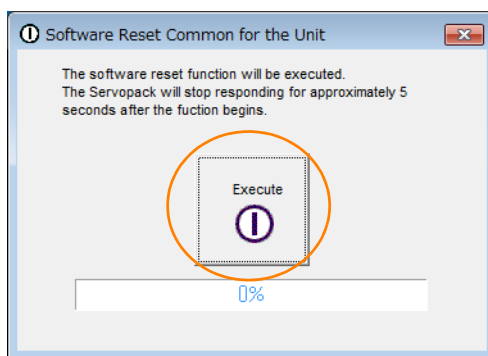 Software Reset Common for the Unit
The software reset function will be executed.
The Servopack will stop responding for approximately 5
seconds after the fuction begins.
Execute
0%